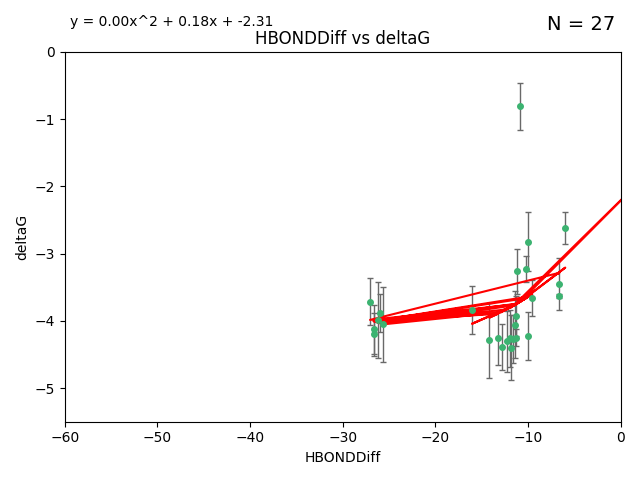 y = 0.00x^2 + 0.18x + -2.31
N = 27
HBONDDiff vs deltaG
0
−1
−2
−3
−4
−5
deltaG
−60 −50 −40 −30 −20 −10 0
HBONDDiff